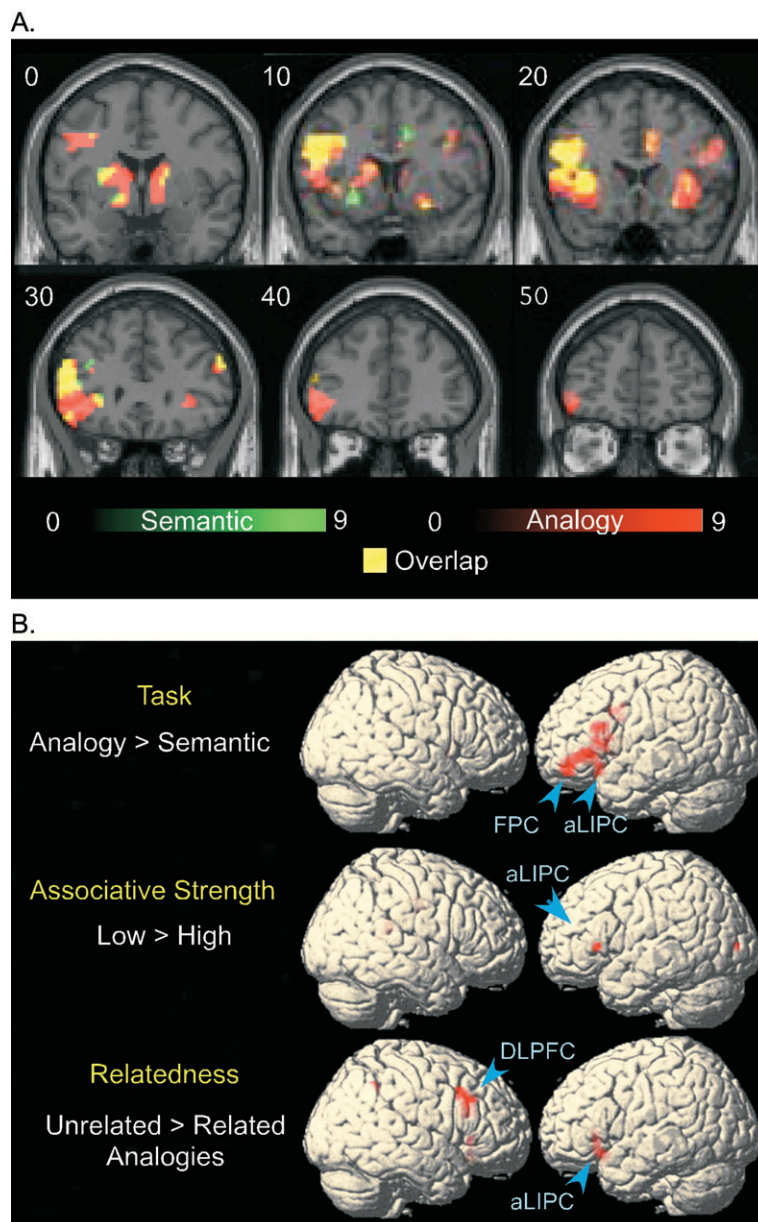 A.
0
10
20
30
40
50
0 Semantic 9
0 Analogy 9
Overlap
B.
Task
Analogy > Semantic
FPC
aLIPC
Associative Strength
Low > High
aLIPC
Relatedness
Unrelated > Related
Analogies
DLPFC
aLIPC